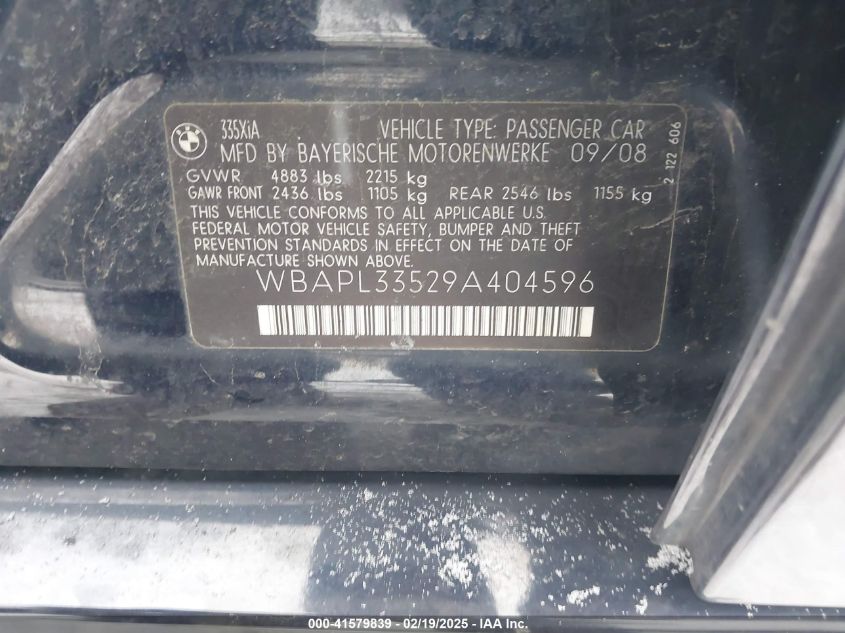 BMW
335XiA VEHICLE TYPE: PASSENGER CAR
MFD BY BAYERISCHE MOTORENWERKE 09/08
GVWR 4883 lbs 2215 kg
GAWR FRONT 2436 lbs 1105 kg REAR 2546 lbs 1155 kg
THIS VEHICLE CONFORMS TO ALL APPLICABLE U.S.
FEDERAL MOTOR VEHICLE SAFETY, BUMPER AND THEFT
PREVENTION STANDARDS IN EFFECT ON THE DATE OF
MANUFACTURE SHOWN ABOVE.
WBAPL33529A404596
2 122 606
000-41579839 - 02/19/2025 - IAA Inc.